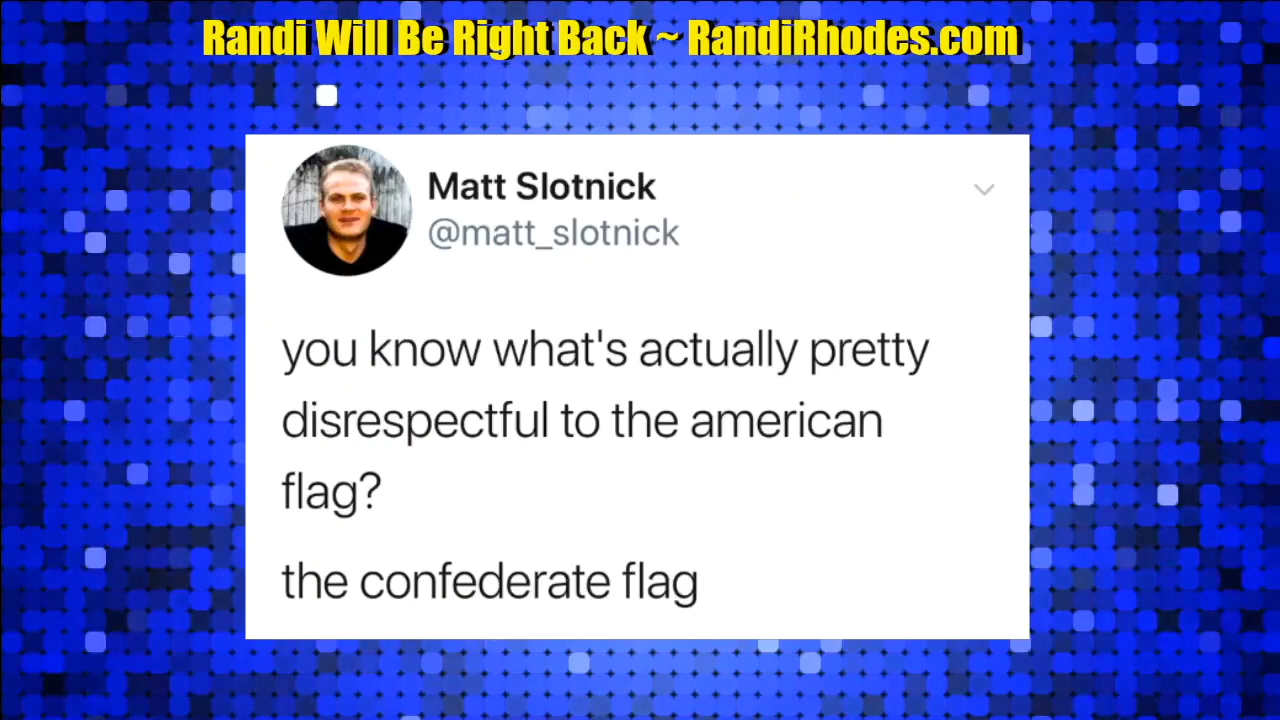 Randi Will Be Right Back ~ RandiRhodes.com
Matt Slotnick
@matt_slotnick
you know what's actually pretty
disrespectful to the american
flag?
the confederate flag